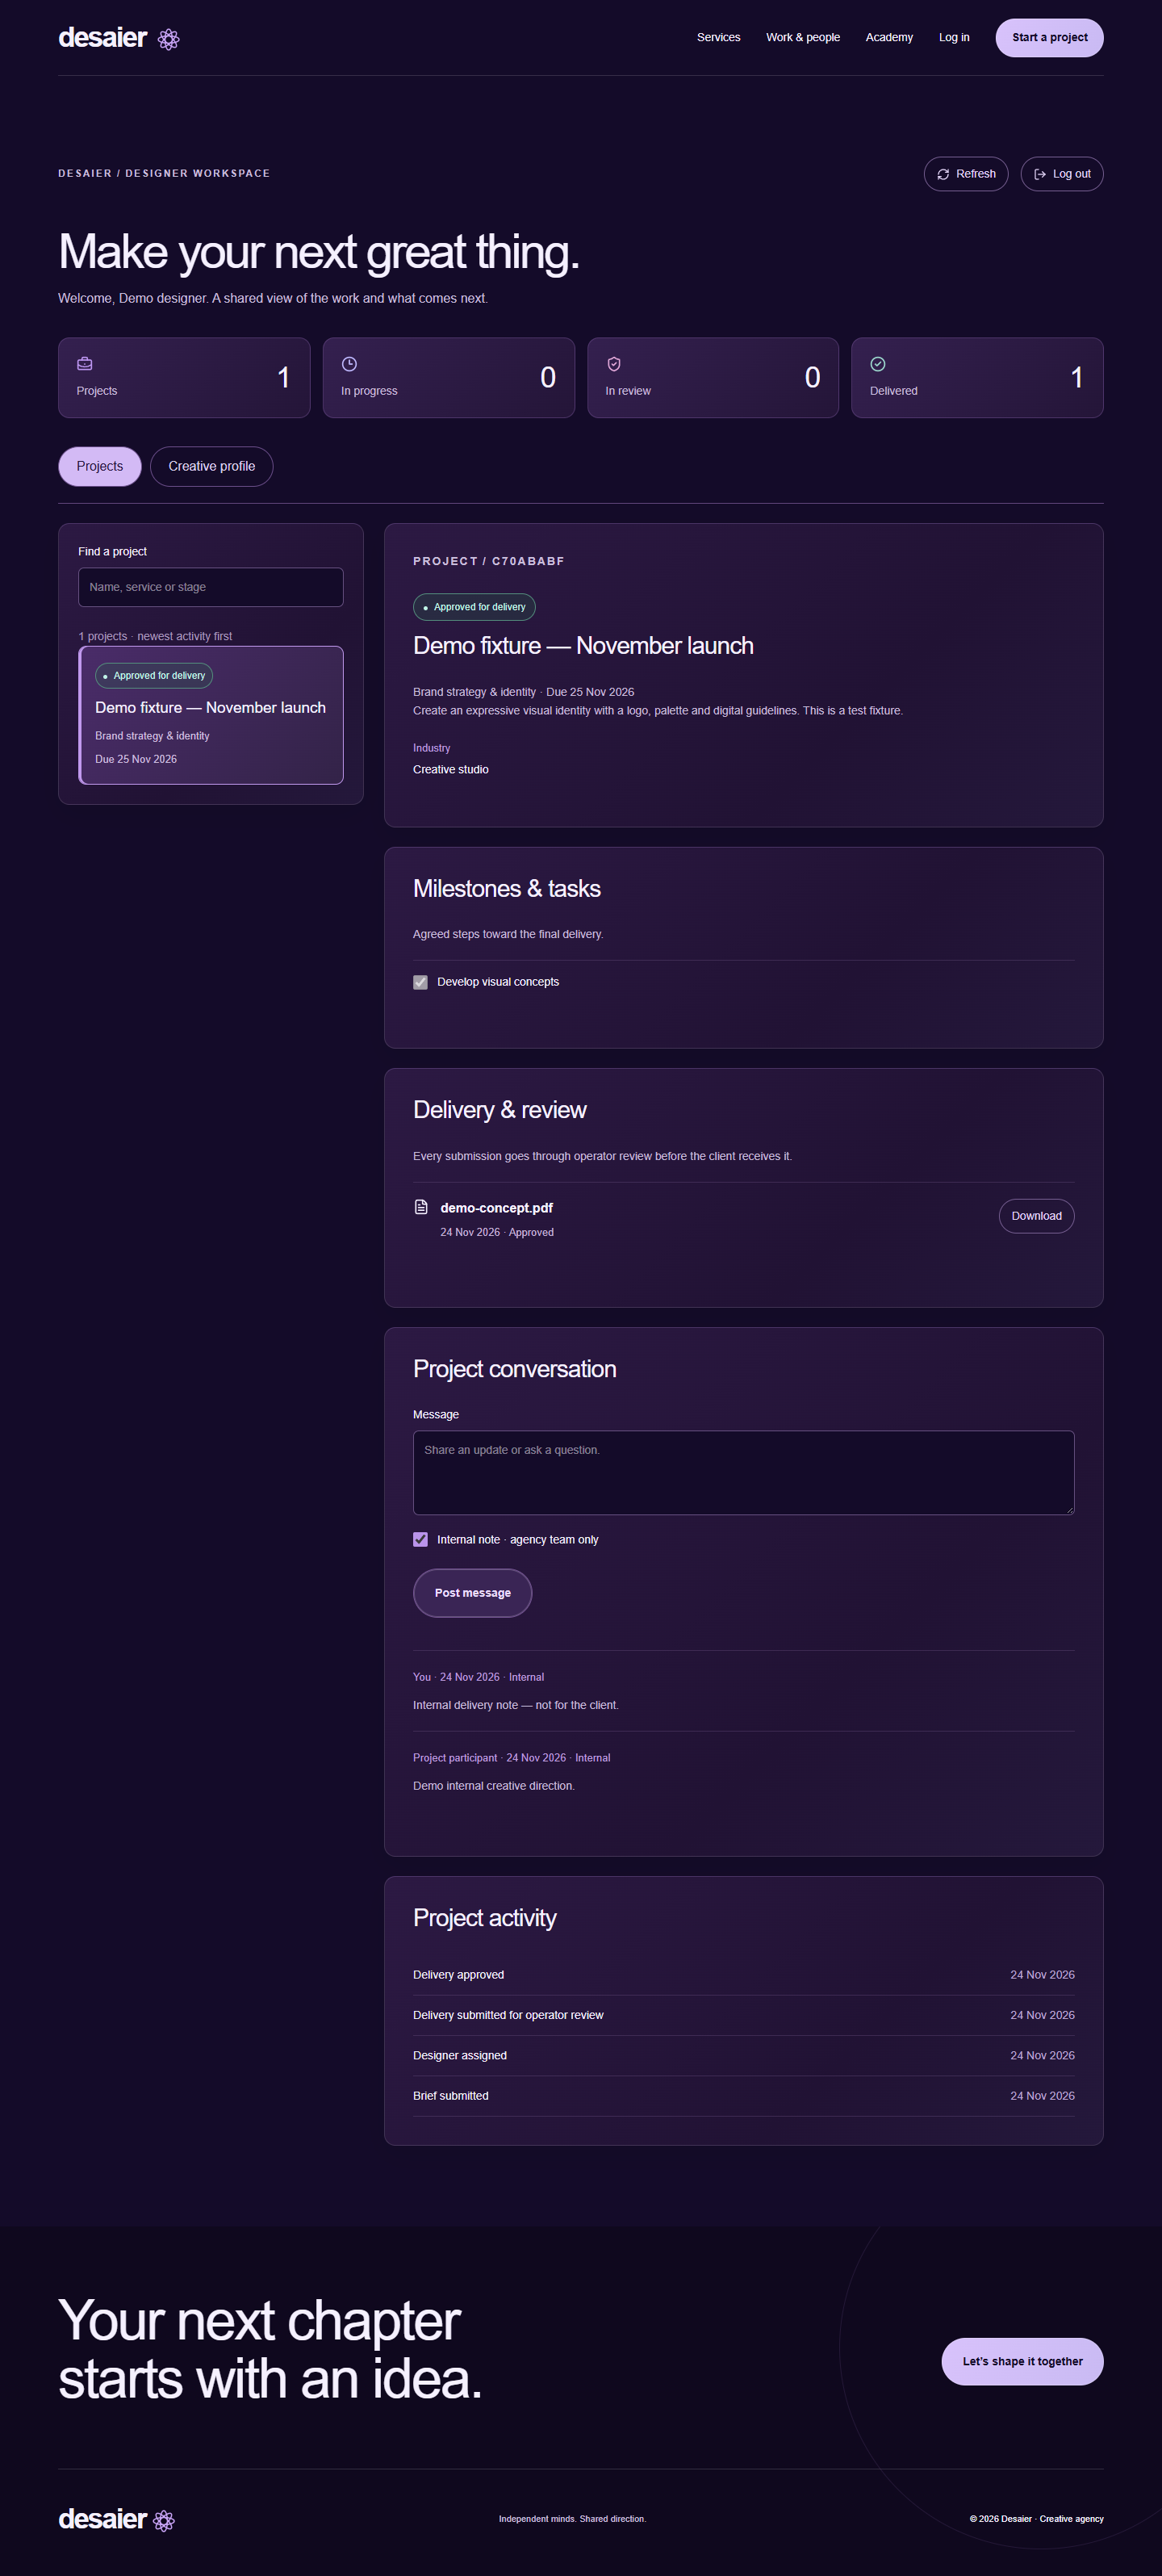 desaier
Services
Work & people
Academy
Log in
Start a project
DESAIER / DESIGNER WORKSPACE
Refresh
Log out
Make your next great thing.
Welcome, Demo designer. A shared view of the work and what comes next.
Projects
1
In progress
0
In review
0
Delivered
1
Projects
Creative profile
Find a project
Name, service or stage
1 projects · newest activity first
Approved for delivery
Demo fixture — November launch
Brand strategy & identity
Due 25 Nov 2026
PROJECT / C70ABABF
Approved for delivery
Demo fixture — November launch
Brand strategy & identity · Due 25 Nov 2026
Create an expressive visual identity with a logo, palette and digital guidelines. This is a test fixture.
Industry
Creative studio
Milestones & tasks
Agreed steps toward the final delivery.
Develop visual concepts
Delivery & review
Every submission goes through operator review before the client receives it.
demo-concept.pdf
24 Nov 2026 · Approved
Download
Project conversation
Message
Share an update or ask a question.
Internal note · agency team only
Post message
You · 24 Nov 2026 · Internal
Internal delivery note — not for the client.
Project participant · 24 Nov 2026 · Internal
Demo internal creative direction.
Project activity
Delivery approved
24 Nov 2026
Delivery submitted for operator review
24 Nov 2026
Designer assigned
24 Nov 2026
Brief submitted
24 Nov 2026
Your next chapter
starts with an idea.
Let's shape it together
desaier
Independent minds. Shared direction.
© 2026 Desaier · Creative agency